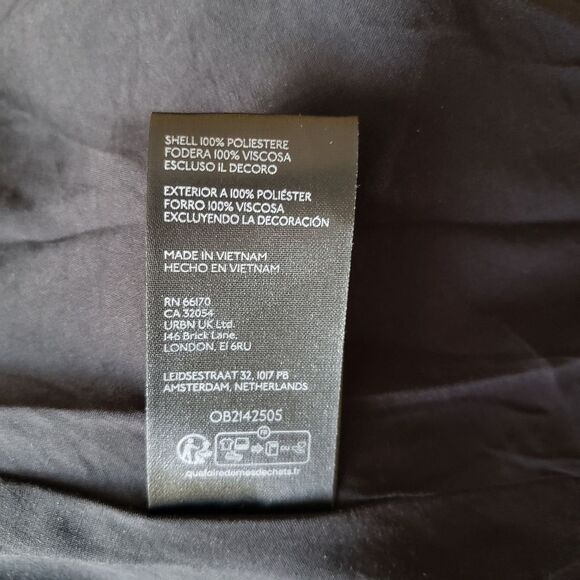 SHELL 100% POLIESTERE
FODERA 100% VISCOSA
ESCLUSO IL DECORO
EXTERIOR A 100% POLIÉSTER
FORRO 100% VISCOSA
EXCLUYENDO LA DECORACIÓN
MADE IN VIETNAM
HECHO EN VIETNAM
RN 66170
CA 32054
URBN UK Ltd.
146 Brick Lane,
LONDON, E1 6RU
LEIDSESTRAAT 32, 1017 PB
AMSTERDAM, NETHERLANDS
OB2142505
FR
OU
quefairedemesdechets.fr